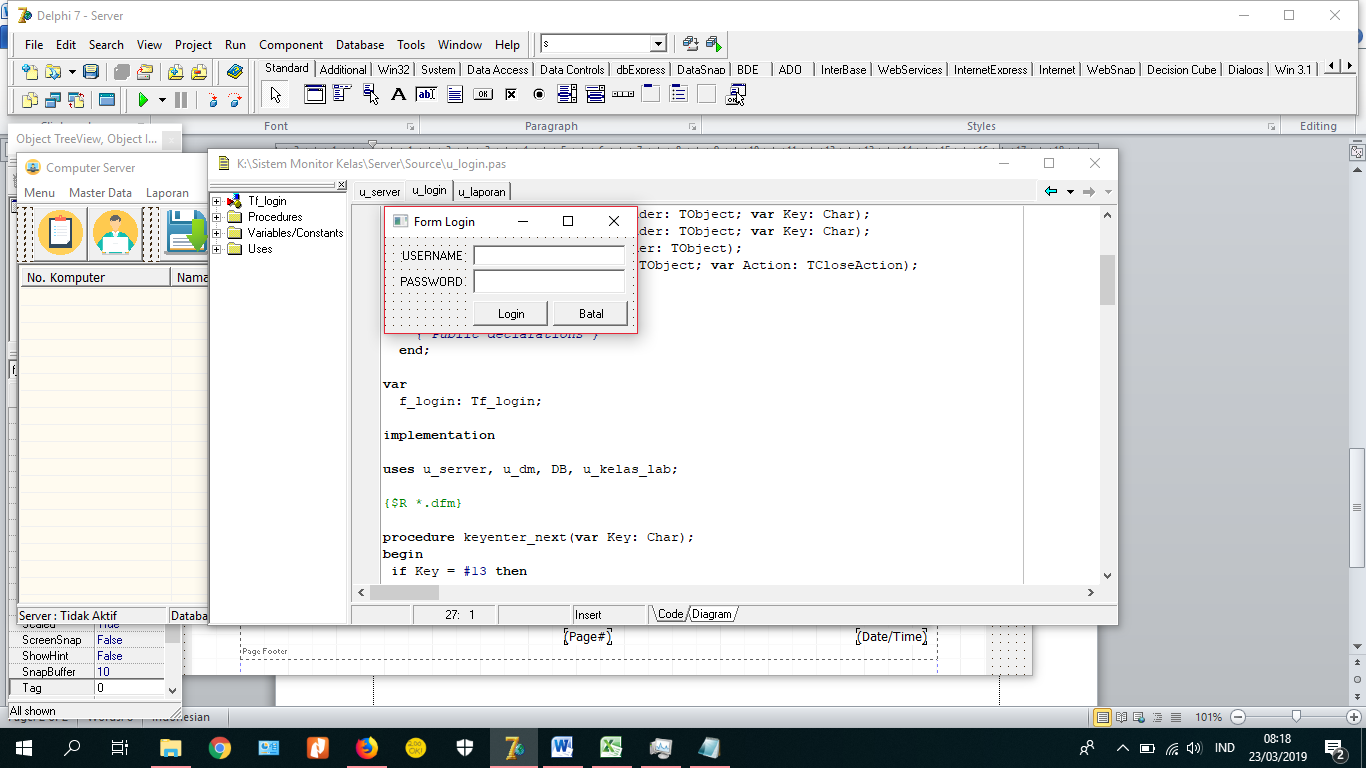 Delphi 7 - Server
File Edit Search View Project Run Component Database Tools Window Help
s
Standard Additional Win32 System Data Access Data Controls dbExpress DataSnap BDE ADO InterBase WebServices InternetExpress Internet WebSnap Decision Cube Dialogs Win 3.1
Font Paragraph Styles Editing
Object TreeView, Object I...
Computer Server
Menu Master Data Laporan
No. Komputer Nama
Server : Tidak Aktif Databa
K:\Sistem Monitor Kelas\Server\Source\u_login.pas
Tf_login
Procedures
Variables/Constants
Uses
u_server u_login u_laporan
der: TObject; var Key: Char);
der: TObject; var Key: Char);
er: TObject);
TObject; var Action: TCloseAction);
Form Login
USERNAME
PASSWORD
Login Batal
{ Public declarations }
end;
var
f_login: Tf_login;
implementation
uses u_server, u_dm, DB, u_kelas_lab;
{$R *.dfm}
procedure keyenter_next(var Key: Char);
begin
if Key = #13 then
27: 1 Insert Code Diagram
Scaled True
ScreenSnap False
ShowHint False
SnapBuffer 10
Tag 0
All shown
{Page#} {Date/Time}
Page Footer
Indonesian
101%
IND
08:18
23/03/2019
2